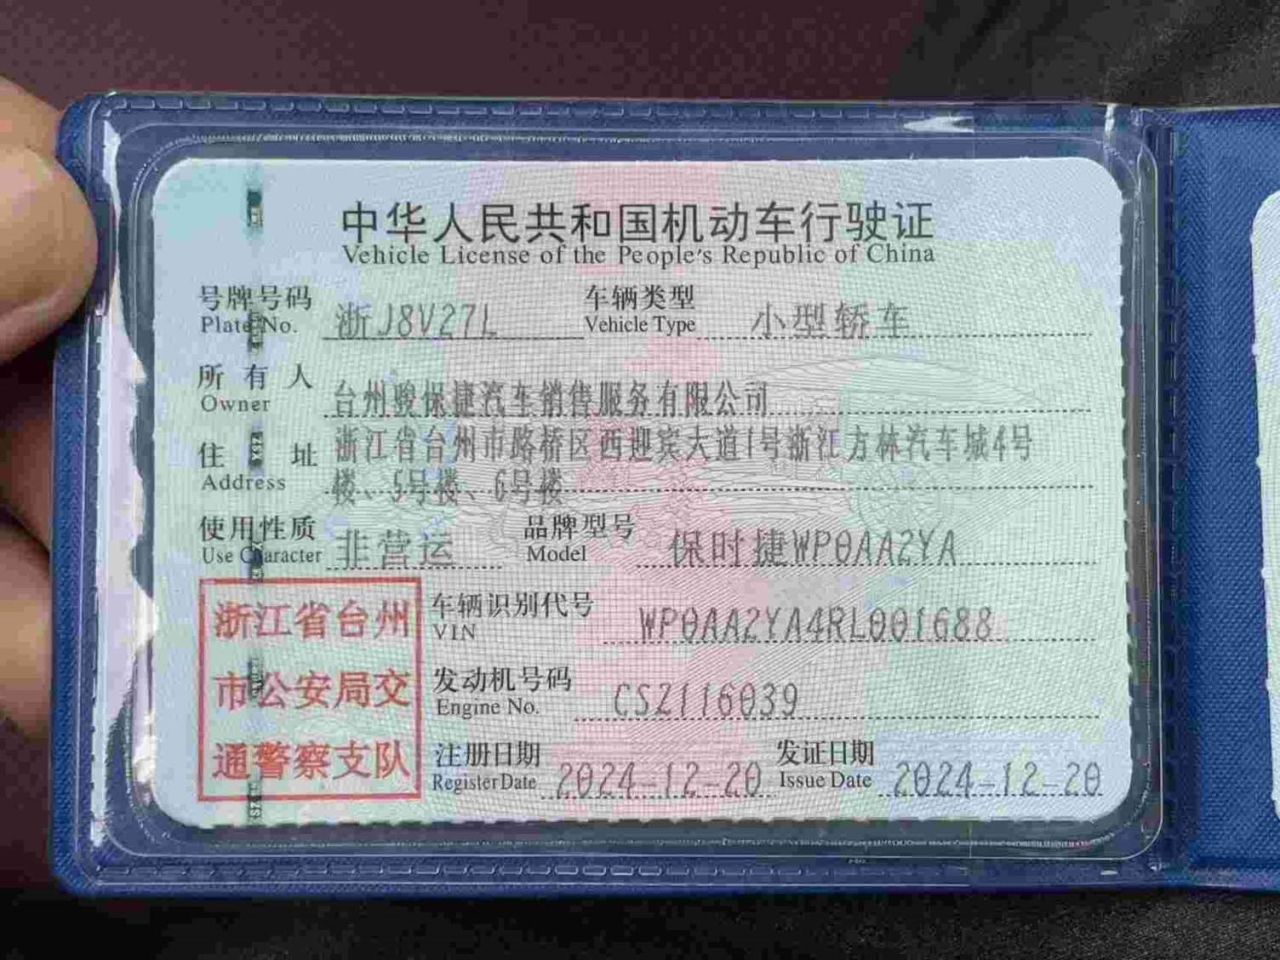 中华人民共和国机动车行驶证
Vehicle License of the People's Republic of China
号牌号码 浙J8V27L 车辆类型 小型轿车
Plate No. Vehicle Type
所有人 台州骏保捷汽车销售服务有限公司
Owner
住址 浙江省台州市路桥区西迎宾大道1号浙江方林汽车城4号
Address 楼、5号楼、6号楼
使用性质 非营运 品牌型号 保时捷WP0AA2YA
Use Character Model
浙江省台州
市公安局交
通警察支队
车辆识别代号 WP0AA2YA4RL001688
VIN
发动机号码 CSZ116039
Engine No.
注册日期 2024-12-20 发证日期 2024-12-20
Register Date Issue Date